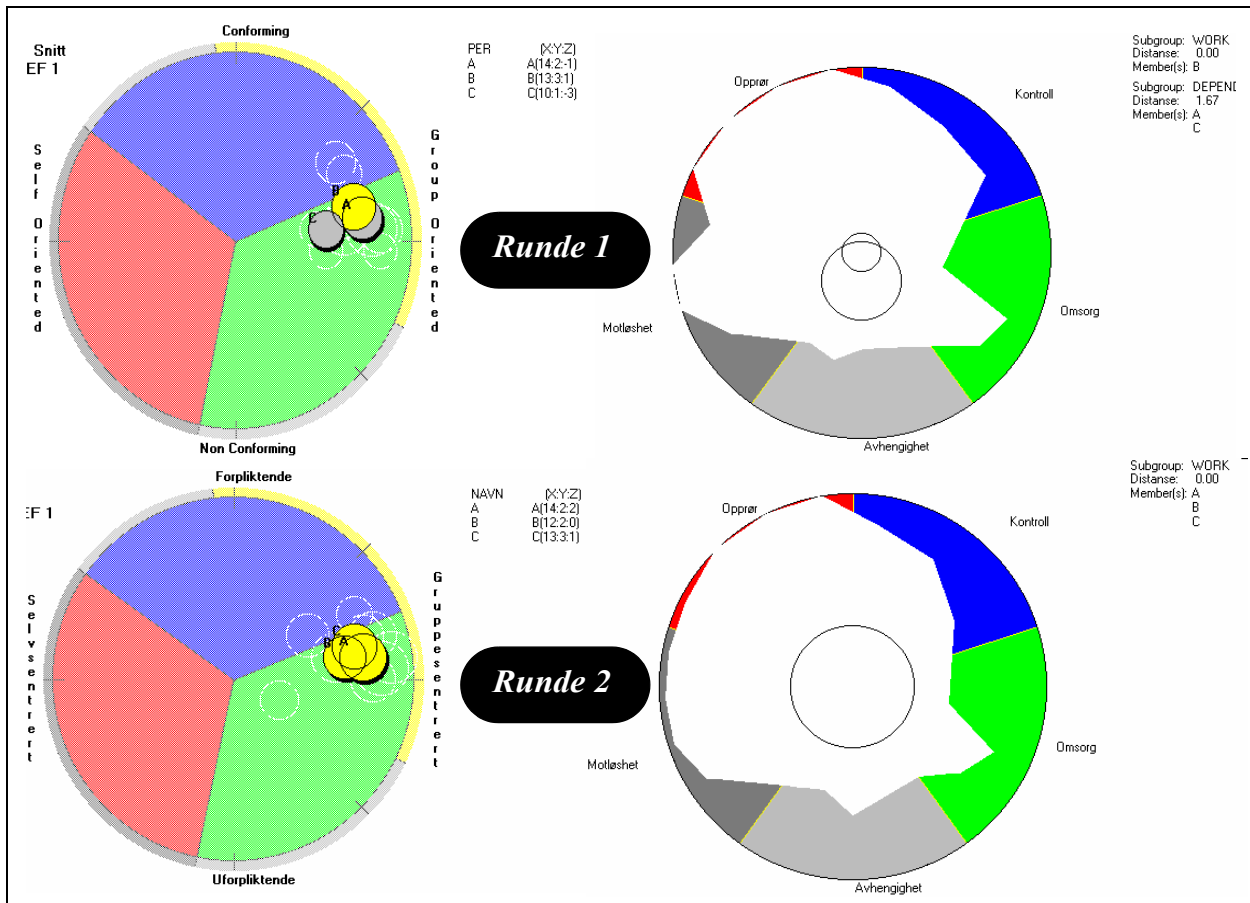 Snitt
EF 1
Conforming
Self Oriented
Group Oriented
Non Conforming
PER (X:Y:Z)
A A(14:2:-1)
B B(13:3:1)
C C(10:1:-3)
B
A
C
Runde 1
Opprør
Kontroll
Omsorg
Avhengighet
Motløshet
Subgroup: WORK
Distanse: 0.00
Member(s): B
Subgroup: DEPEND
Distanse: 1.67
Member(s): A
C
Forpliktende
EF 1
Selvsentrert
Gruppesentrert
Uforpliktende
NAVN (X:Y:Z)
A A(14:2:2)
B B(12:2:0)
C C(13:3:1)
C
B A
Runde 2
Opprør
Kontroll
Omsorg
Avhengighet
Motløshet
Subgroup: WORK
Distanse: 0.00
Member(s): A
B
C